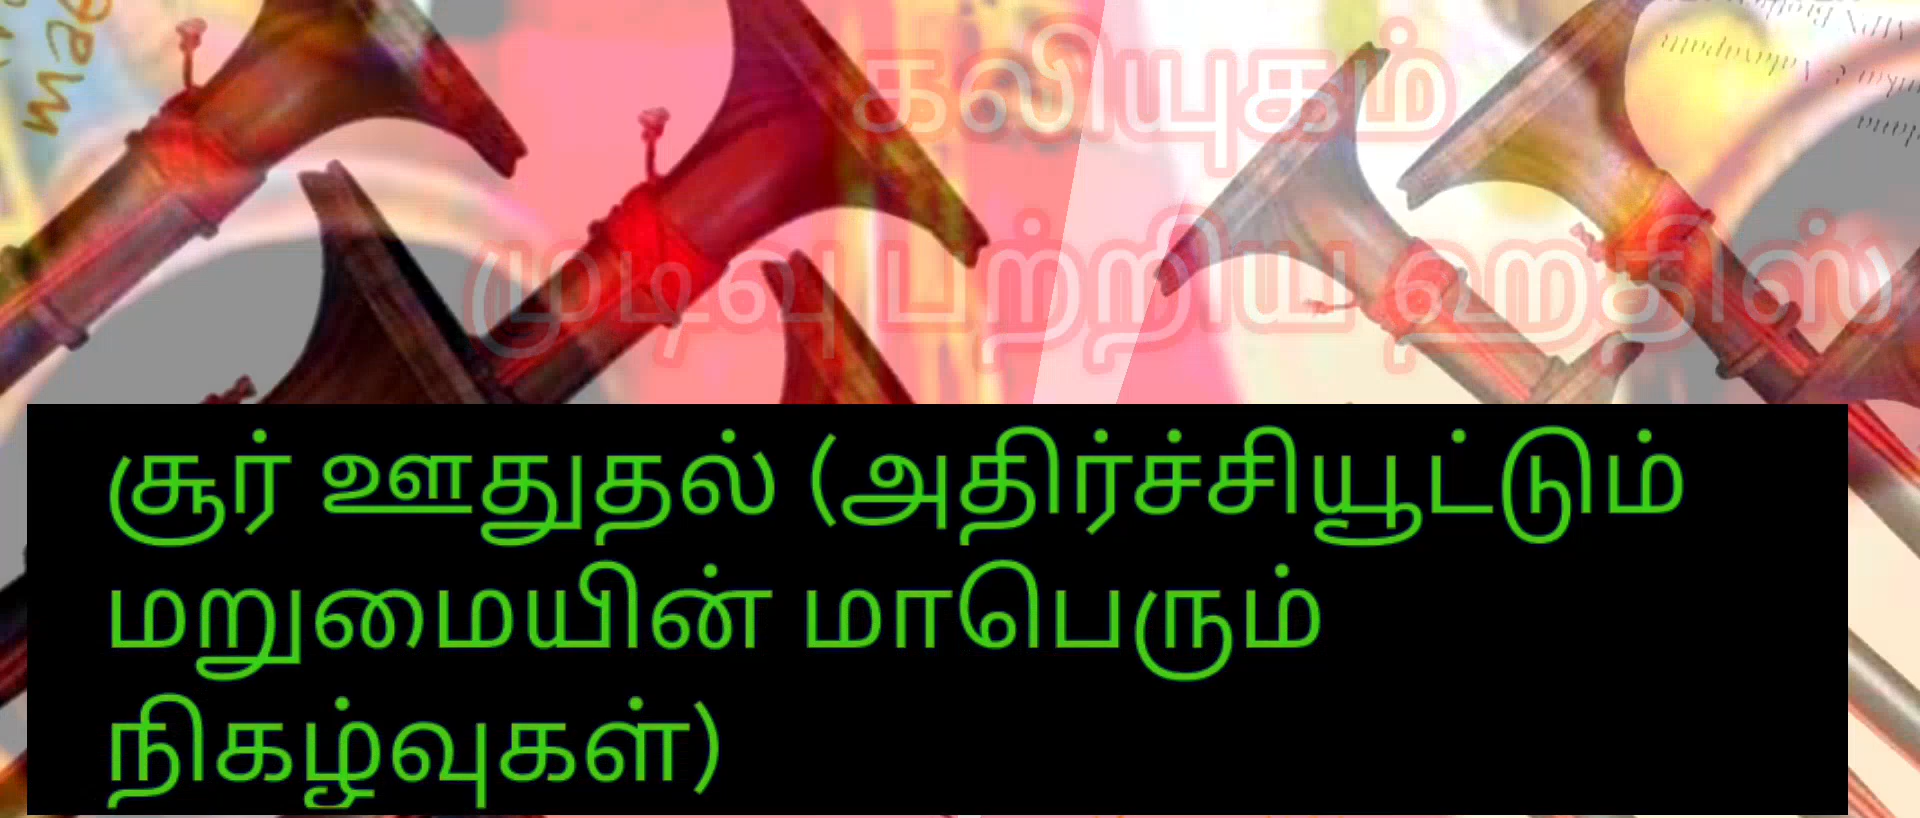 கலியுகம்
முடிவு பற்றிய ஹதிஸ்
சூர் ஊதுதல் (அதிர்ச்சியூட்டும்
மறுமையின் மாபெரும்
நிகழ்வுகள்)